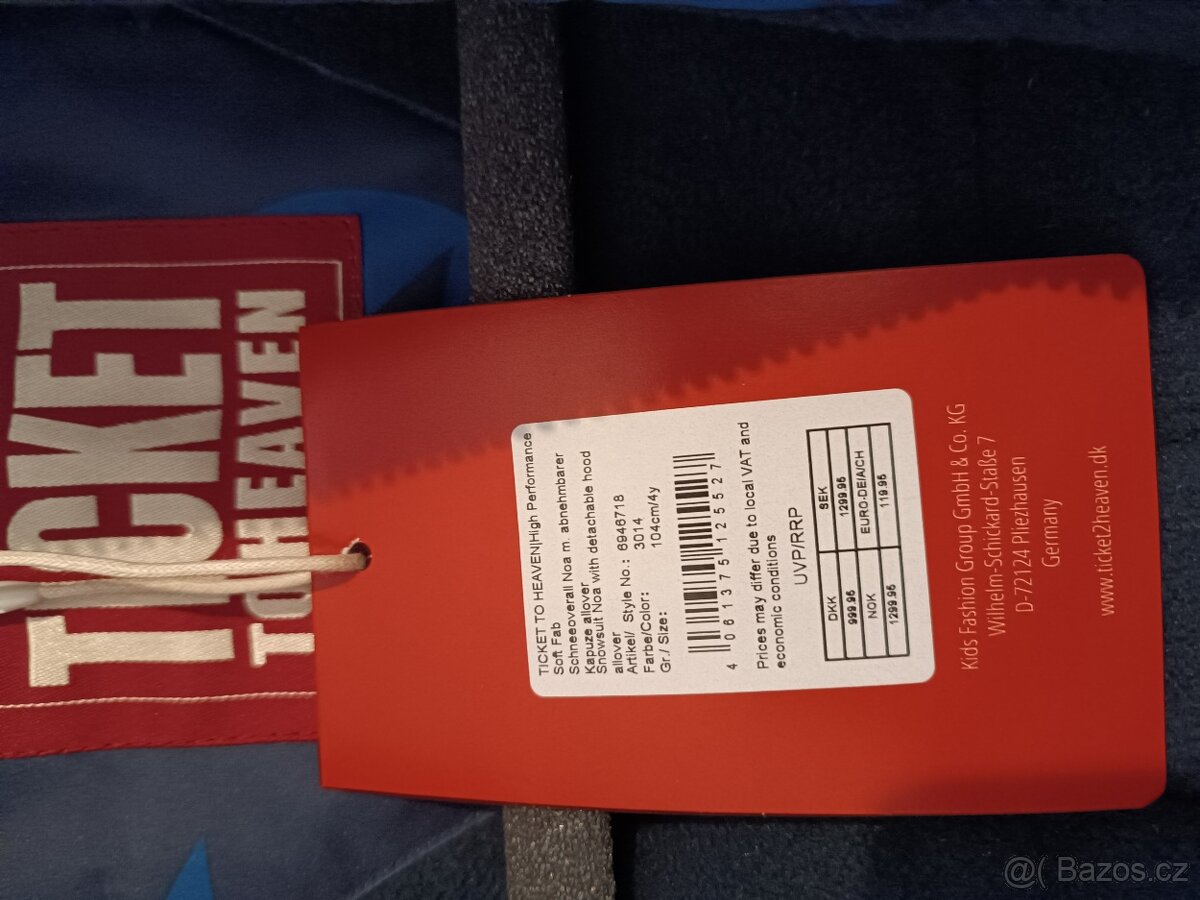 TICKET
TO HEAVEN
TICKET TO HEAVEN|High Performance
Soft Fab
Schneeoverall Noa m. abnehmbarer
Kapuze allover
Snowsuit Noa with detachable hood
allover
Artikel/ Style No.: 6946718
Farbe/Color: 3014
Gr./ Size: 104cm/4y
4 061375 125527
Prices may differ due to local VAT and
economic conditions
UVP/RRP
DKK SEK
999.95 1299.95
NOK EURO-DE/A/CH
1299.95 119.95
Kids Fashion Group GmbH & Co. KG
Wilhelm-Schickard-Staße 7
D-72124 Pliezhausen
Germany
www.ticket2heaven.dk
@( Bazos.cz